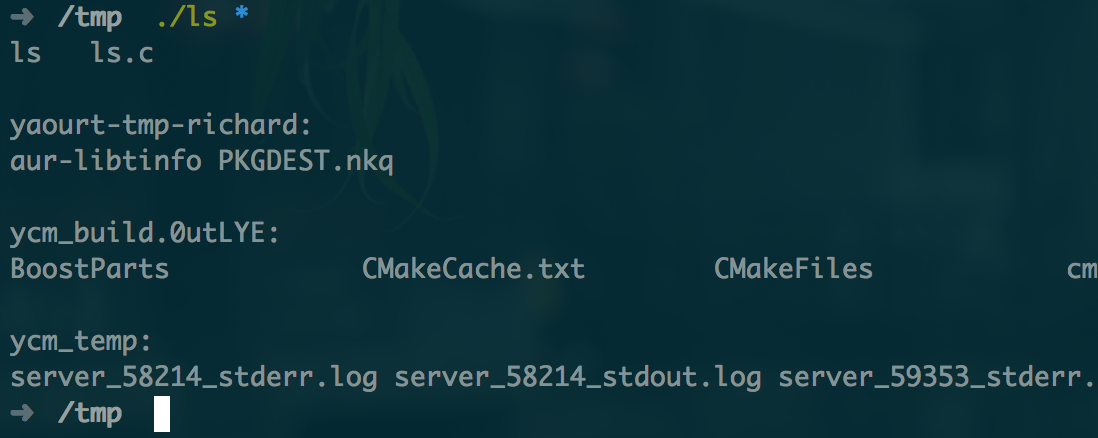 ➜ /tmp ./ls *
ls ls.c
yaourt-tmp-richard:
aur-libtinfo PKGDEST.nkq
ycm_build.0utLYE:
BoostParts CMakeCache.txt CMakeFiles cm
ycm_temp:
server_58214_stderr.log server_58214_stdout.log server_59353_stderr.
➜ /tmp